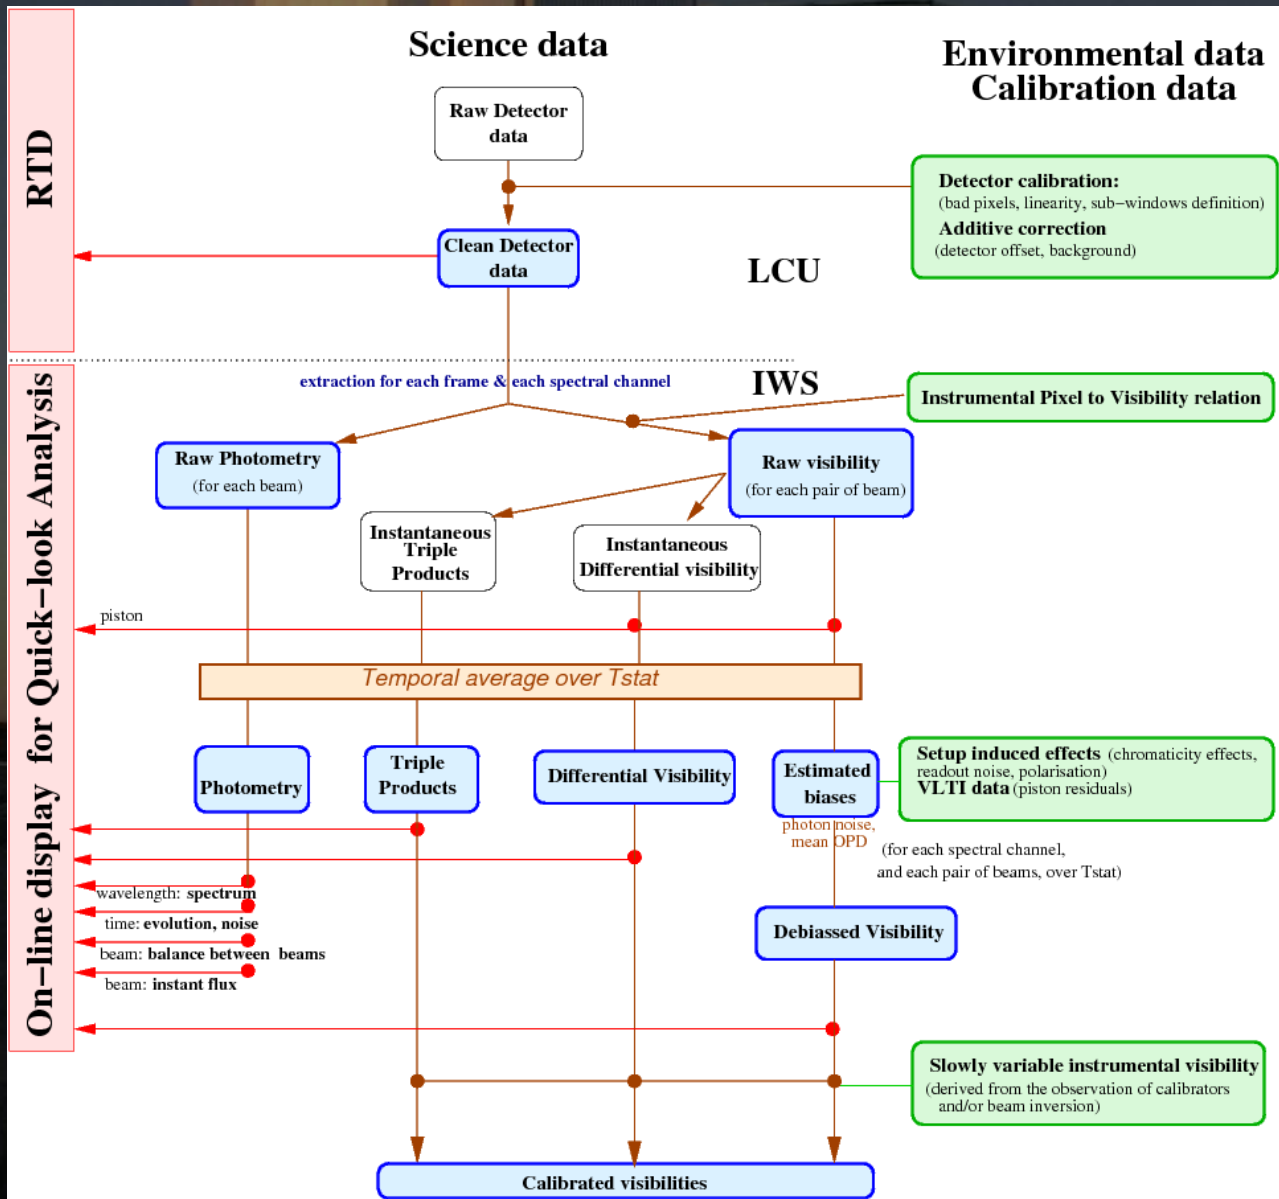 Science data
Environmental data
Calibration data
RTD
Raw Detector
data
Detector calibration:
(bad pixels, linearity, sub-windows definition)
Additive correction
(detector offset, background)
Clean Detector
data
LCU
extraction for each frame & each spectral channel
IWS
Instrumental Pixel to Visibility relation
On-line display for Quick-look Analysis
Raw Photometry
(for each beam)
Raw visibility
(for each pair of beam)
Instantaneous
Triple
Products
Instantaneous
Differential visibility
piston
Temporal average over Tstat
Photometry
Triple
Products
Differential Visibility
Estimated
biases
Setup induced effects (chromaticity effects,
readout noise, polarisation)
VLTI data (piston residuals)
photon noise,
mean OPD
(for each spectral channel,
and each pair of beams, over Tstat)
wavelength: spectrum
time: evolution, noise
beam: balance between beams
beam: instant flux
Debiassed Visibility
Slowly variable instrumental visibility
(derived from the observation of calibrators
and/or beam inversion)
Calibrated visibilities